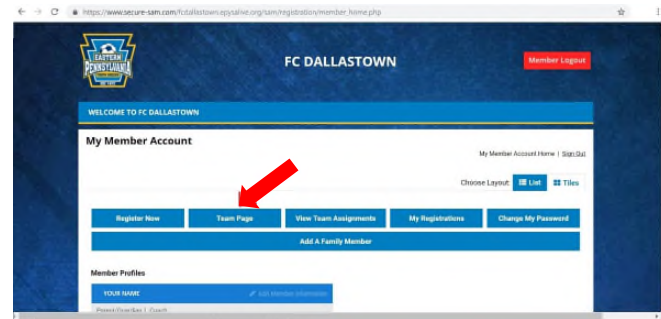 https://www.secure-sam.com/fcdallastown.epysalive.org/sam/registration/member_home.php
EASTERN
PENNSYLVANIA
FC DALLASTOWN
Member Logout
WELCOME TO FC DALLASTOWN
My Member Account
My Member Account Home | Sign Out
Choose Layout: List Tiles
Register Now Team Page View Team Assignments My Registrations Change My Password
Add A Family Member
Member Profiles
YOUR NAME Edit Member Information
Parent/Guardian | Coach